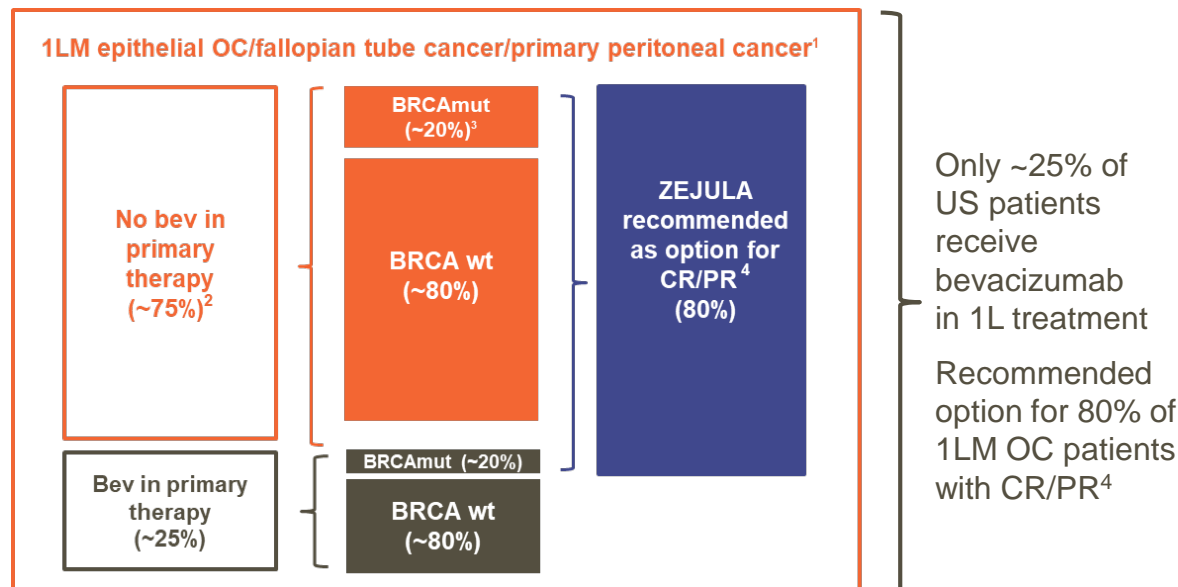 1LM epithelial OC/fallopian tube cancer/primary peritoneal cancer¹
No bev in
primary
therapy
(~75%)²
BRCAmut
(~20%)³
BRCA wt
(~80%)
ZEJULA
recommended
as option for
CR/PR ⁴
(80%)
Bev in primary
therapy
(~25%)
BRCAmut (~20%)
BRCA wt
(~80%)
Only ~25% of
US patients
receive
bevacizumab
in 1L treatment
Recommended
option for 80% of
1LM OC patients
with CR/PR⁴